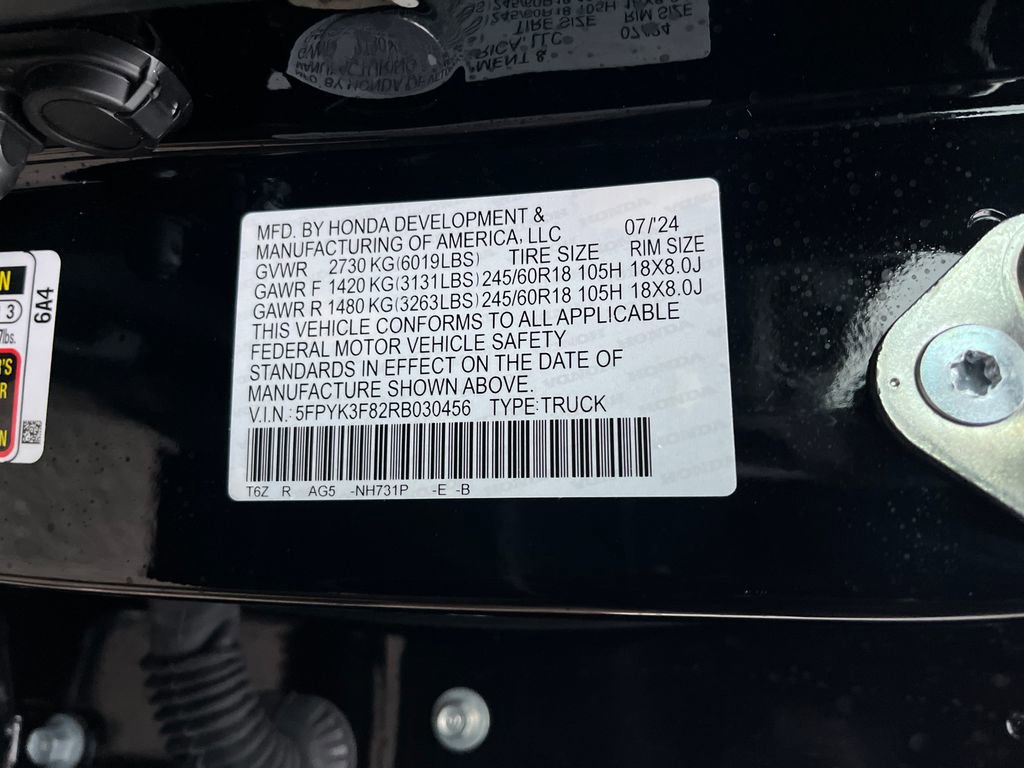 MFD. BY HONDA DEVELOPMENT &
MANUFACTURING OF AMERICA, LLC 07/'24
GVWR 2730 KG(6019LBS) TIRE SIZE RIM SIZE
GAWR F 1420 KG(3131LBS) 245/60R18 105H 18X8.0J
GAWR R 1480 KG(3263LBS) 245/60R18 105H 18X8.0J
THIS VEHICLE CONFORMS TO ALL APPLICABLE
FEDERAL MOTOR VEHICLE SAFETY
STANDARDS IN EFFECT ON THE DATE OF
MANUFACTURE SHOWN ABOVE.
V.I.N.: 5FPYK3F82RB030456 TYPE:TRUCK
T6Z R AG5 -NH731P -E -B
6A4
3
lbs.